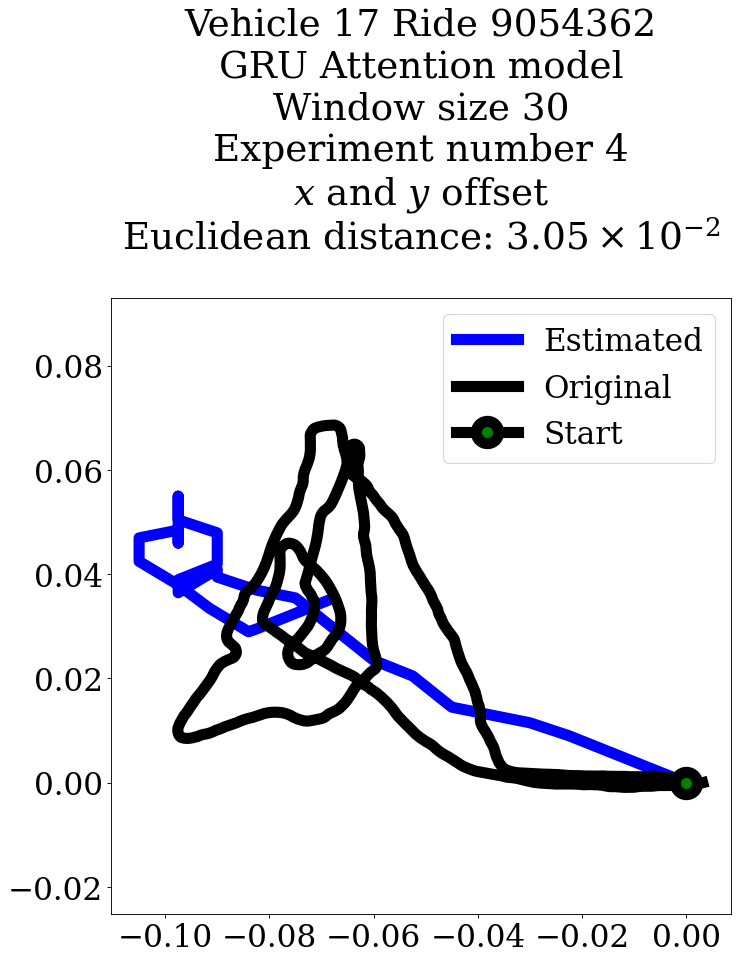 Vehicle 17 Ride 9054362
GRU Attention model
Window size 30
Experiment number 4
x and y offset
Euclidean distance: 3.05 × 10⁻²
Estimated
Original
Start
0.08
0.06
0.04
0.02
0.00
−0.02
−0.10 −0.08 −0.06 −0.04 −0.02 0.00